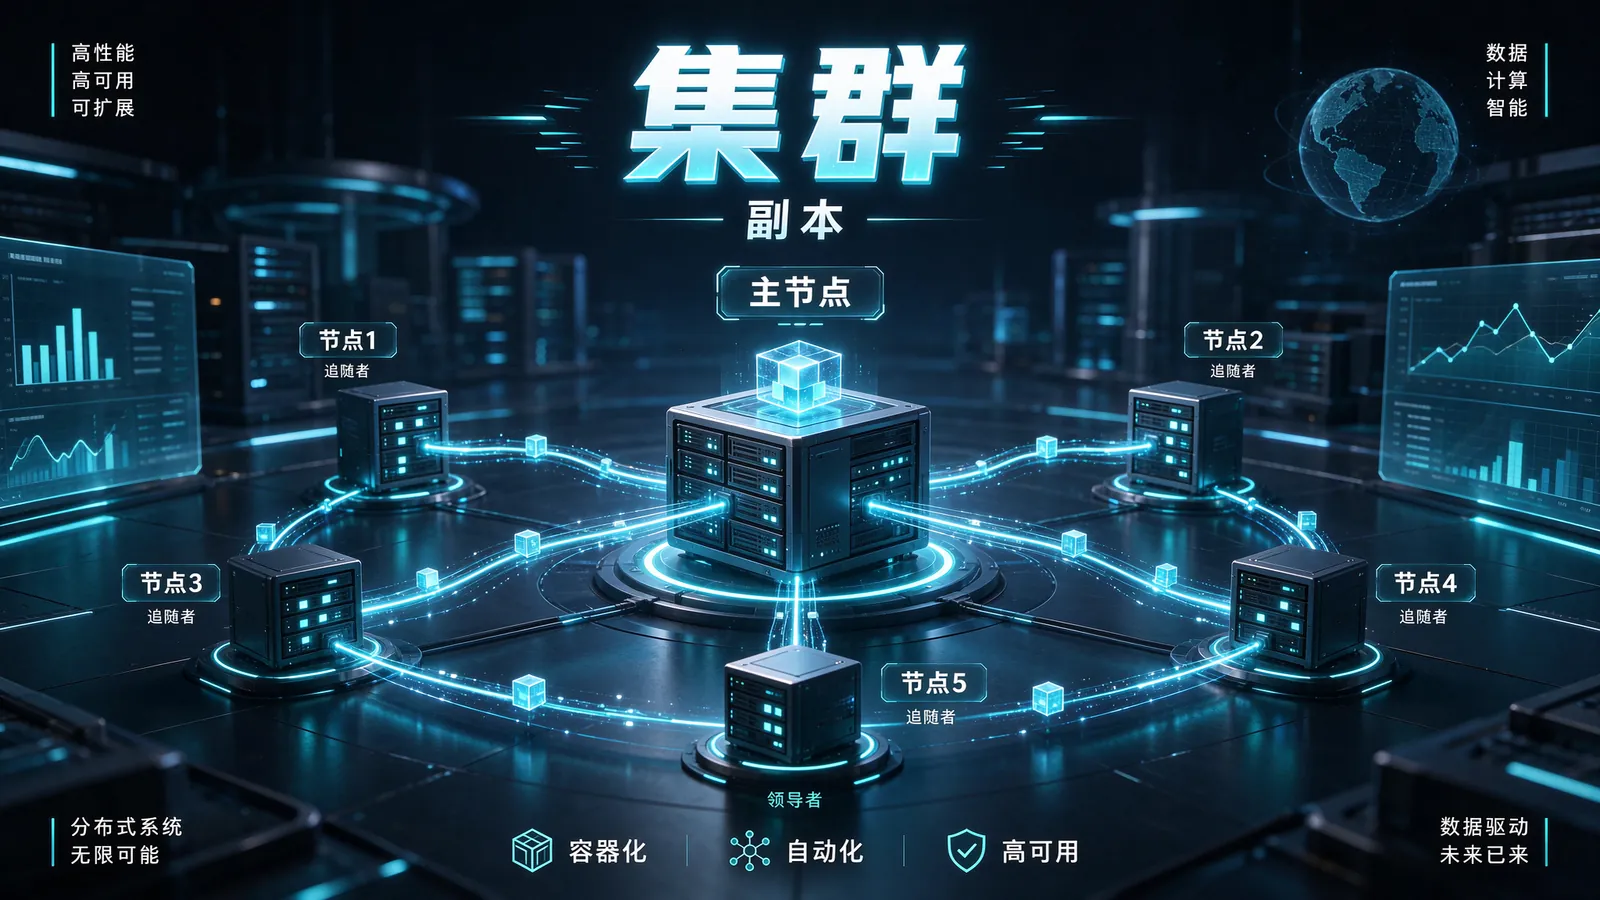 高性能
高可用
可扩展
集群
副本
数据
计算
智能
主节点
节点1
追随者
节点2
追随者
节点3
追随者
节点4
追随者
节点5
追随者
领导者
分布式系统
无限可能
容器化
自动化
高可用
数据驱动
未来已来